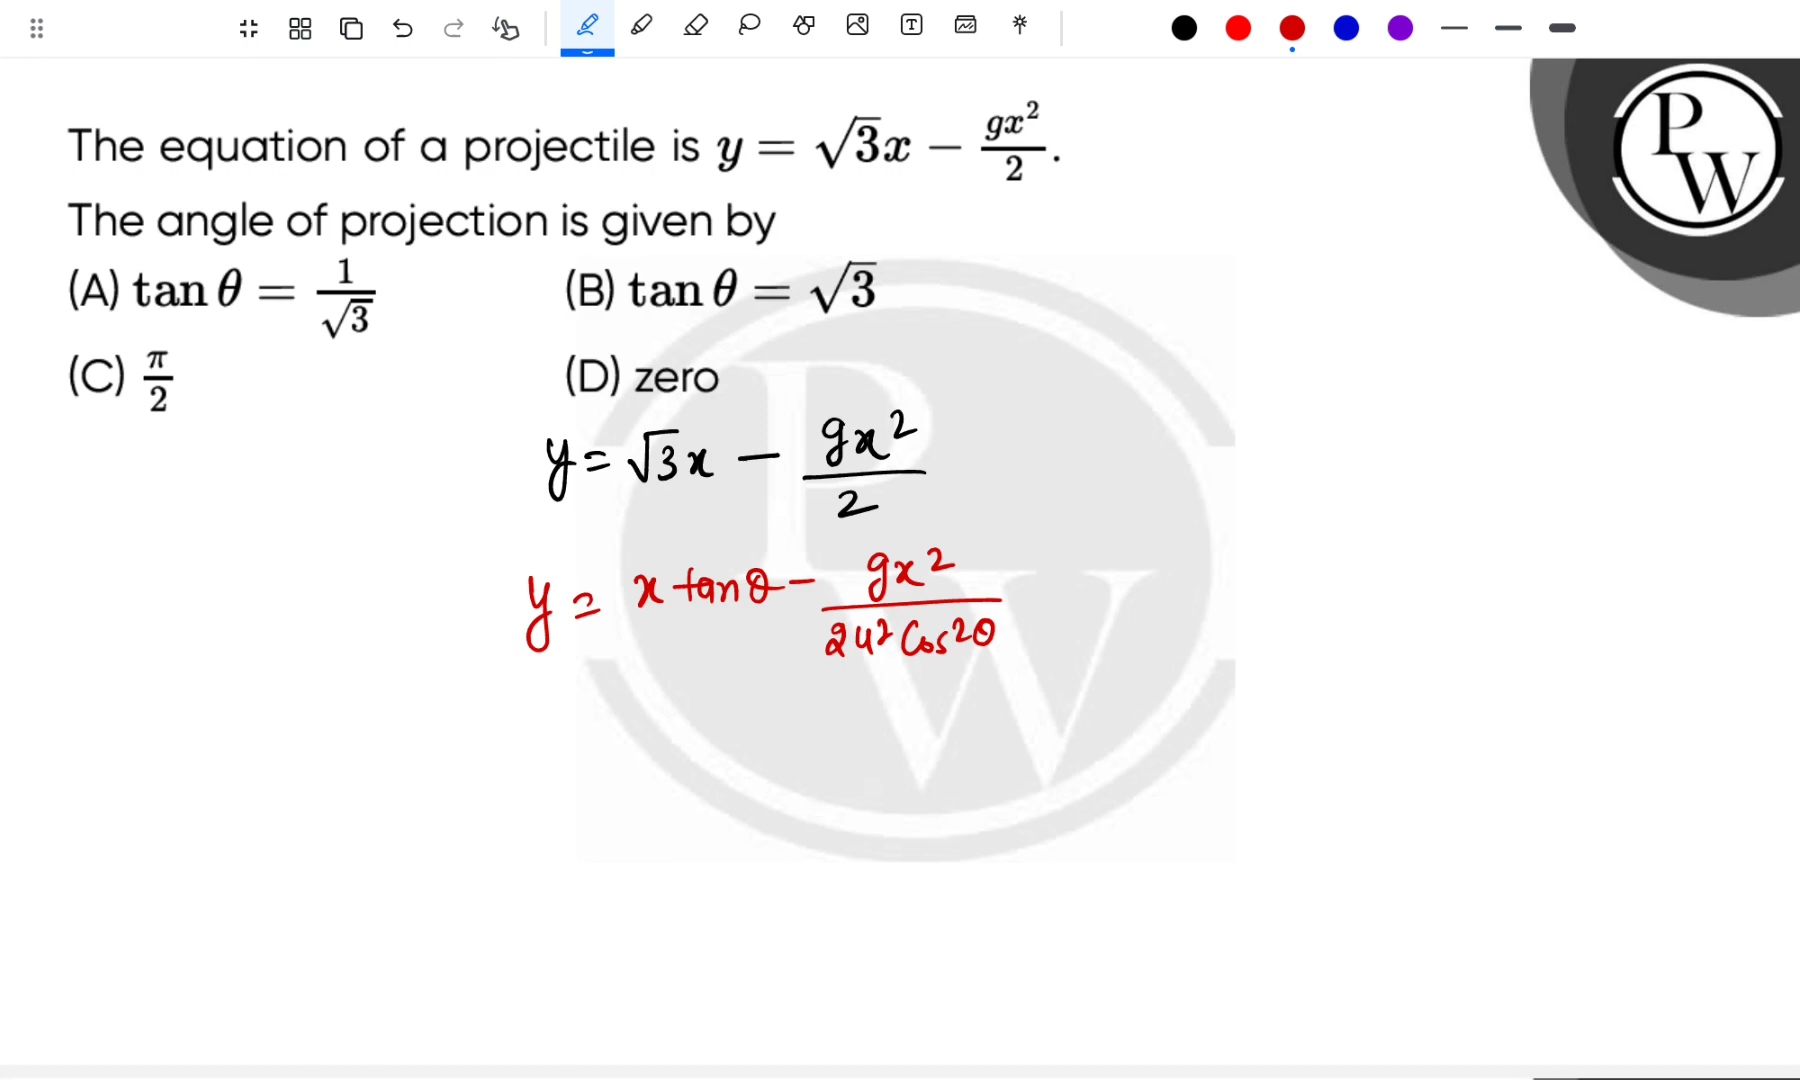 PW
The equation of a projectile is y = √3x − gx²/2.
The angle of projection is given by
(A) tan θ = 1/√3 (B) tan θ = √3
(C) π/2 (D) zero
y = √3x − gx²/2
y = x tanθ − gx²/2u²Cos²θ